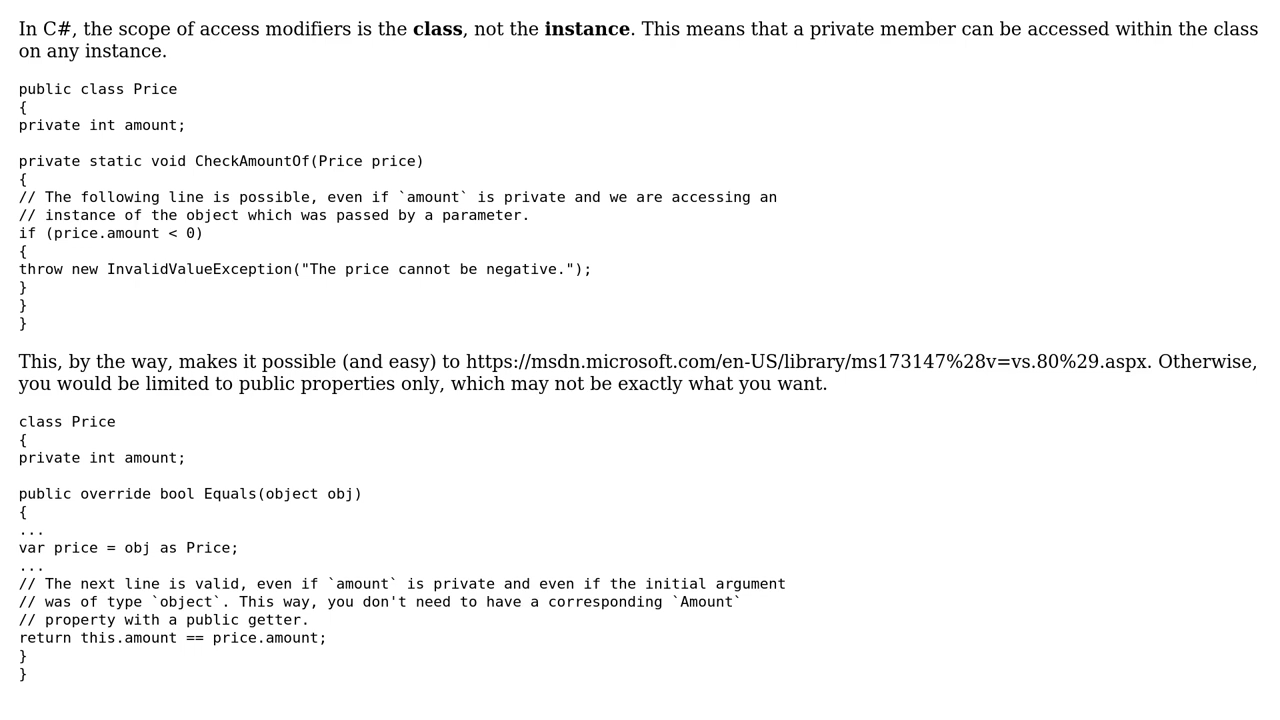 In C#, the scope of access modifiers is the class, not the instance. This means that a private member can be accessed within the class
on any instance.
public class Price
{
private int amount;
private static void CheckAmountOf(Price price)
{
// The following line is possible, even if `amount` is private and we are accessing an
// instance of the object which was passed by a parameter.
if (price.amount < 0)
{
throw new InvalidValueException("The price cannot be negative.");
}
}
}
This, by the way, makes it possible (and easy) to https://msdn.microsoft.com/en-US/library/ms173147%28v=vs.80%29.aspx. Otherwise,
you would be limited to public properties only, which may not be exactly what you want.
class Price
{
private int amount;
public override bool Equals(object obj)
{
...
var price = obj as Price;
...
// The next line is valid, even if `amount` is private and even if the initial argument
// was of type `object`. This way, you don't need to have a corresponding `Amount`
// property with a public getter.
return this.amount == price.amount;
}
}